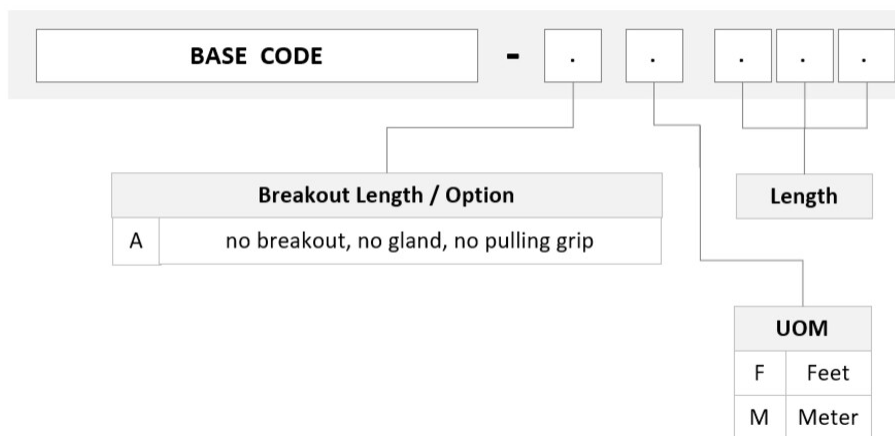 BASE CODE - . . . . .
Breakout Length / Option
Length
A no breakout, no gland, no pulling grip
UOM
F Feet
M Meter